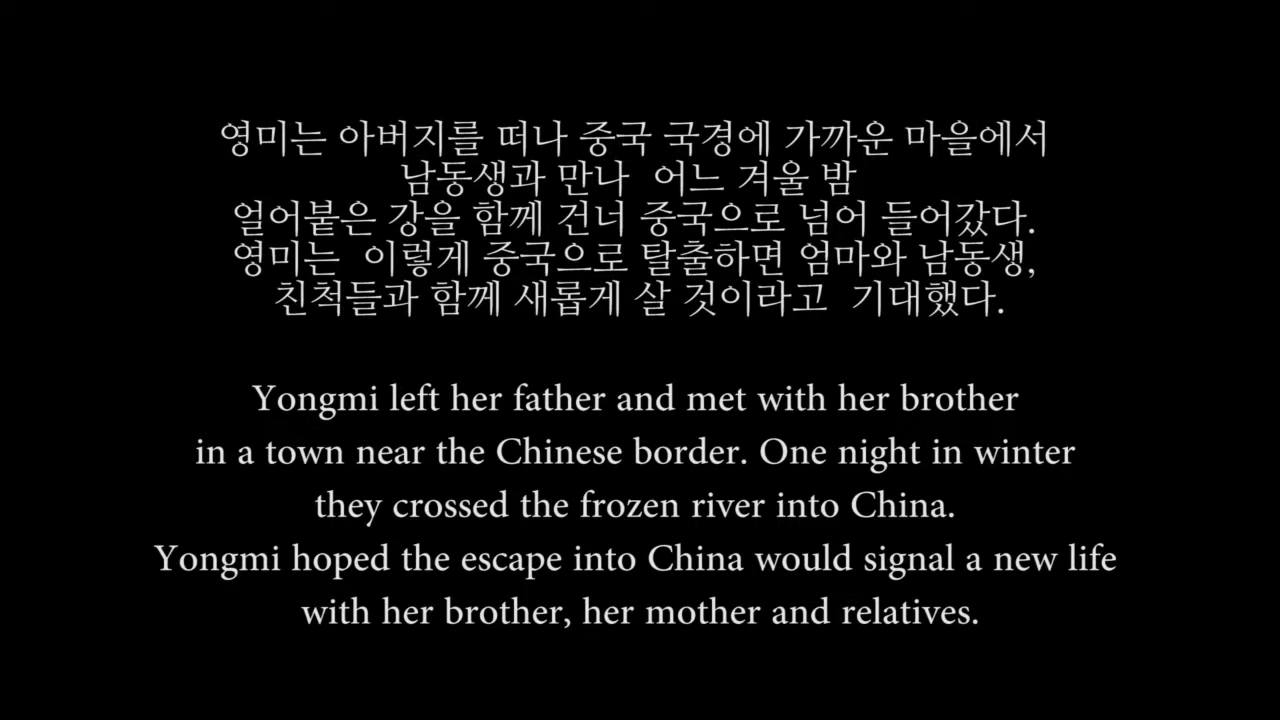 영미는 아버지를 떠나 중국 국경에 가까운 마을에서
남동생과 만나 어느 겨울 밤
얼어붙은 강을 함께 건너 중국으로 넘어 들어갔다.
영미는 이렇게 중국으로 탈출하면 엄마와 남동생,
친척들과 함께 새롭게 살 것이라고 기대했다.
Yongmi left her father and met with her brother
in a town near the Chinese border. One night in winter
they crossed the frozen river into China.
Yongmi hoped the escape into China would signal a new life
with her brother, her mother and relatives.